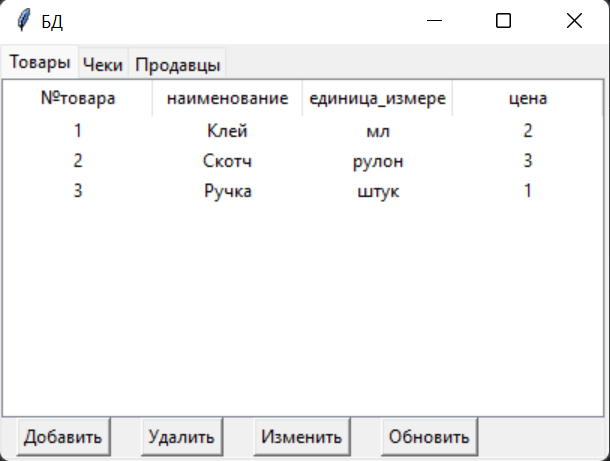 БД
Товары Чеки Продавцы
№товара наименование единица_измере цена
1 Клей мл 2
2 Скотч рулон 3
3 Ручка штук 1
Добавить Удалить Изменить Обновить